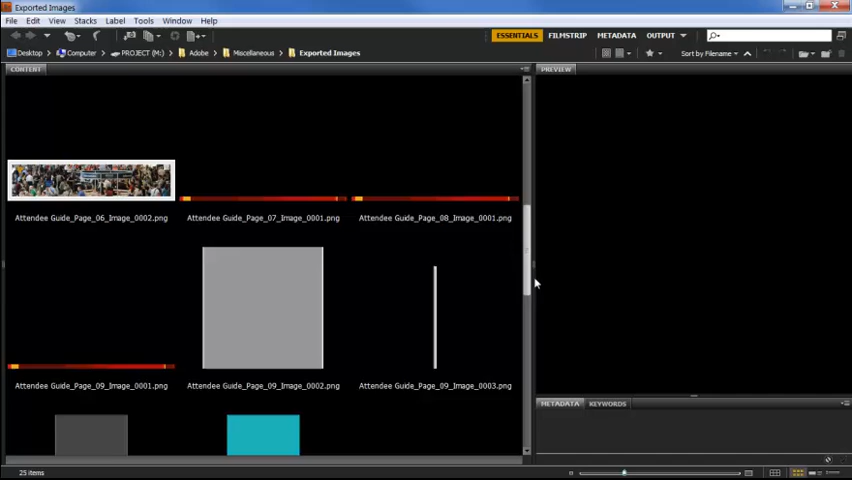 Exported Images
File Edit View Stacks Label Tools Window Help
ESSENTIALS FILMSTRIP METADATA OUTPUT
Desktop Computer PROJECT (M:) Adobe Miscellaneous Exported Images
Sort by Filename
CONTENT
PREVIEW
Attendee Guide_Page_06_Image_0002.png
Attendee Guide_Page_07_Image_0001.png
Attendee Guide_Page_08_Image_0001.png
Attendee Guide_Page_09_Image_0001.png
Attendee Guide_Page_09_Image_0002.png
Attendee Guide_Page_09_Image_0003.png
METADATA KEYWORDS
25 items